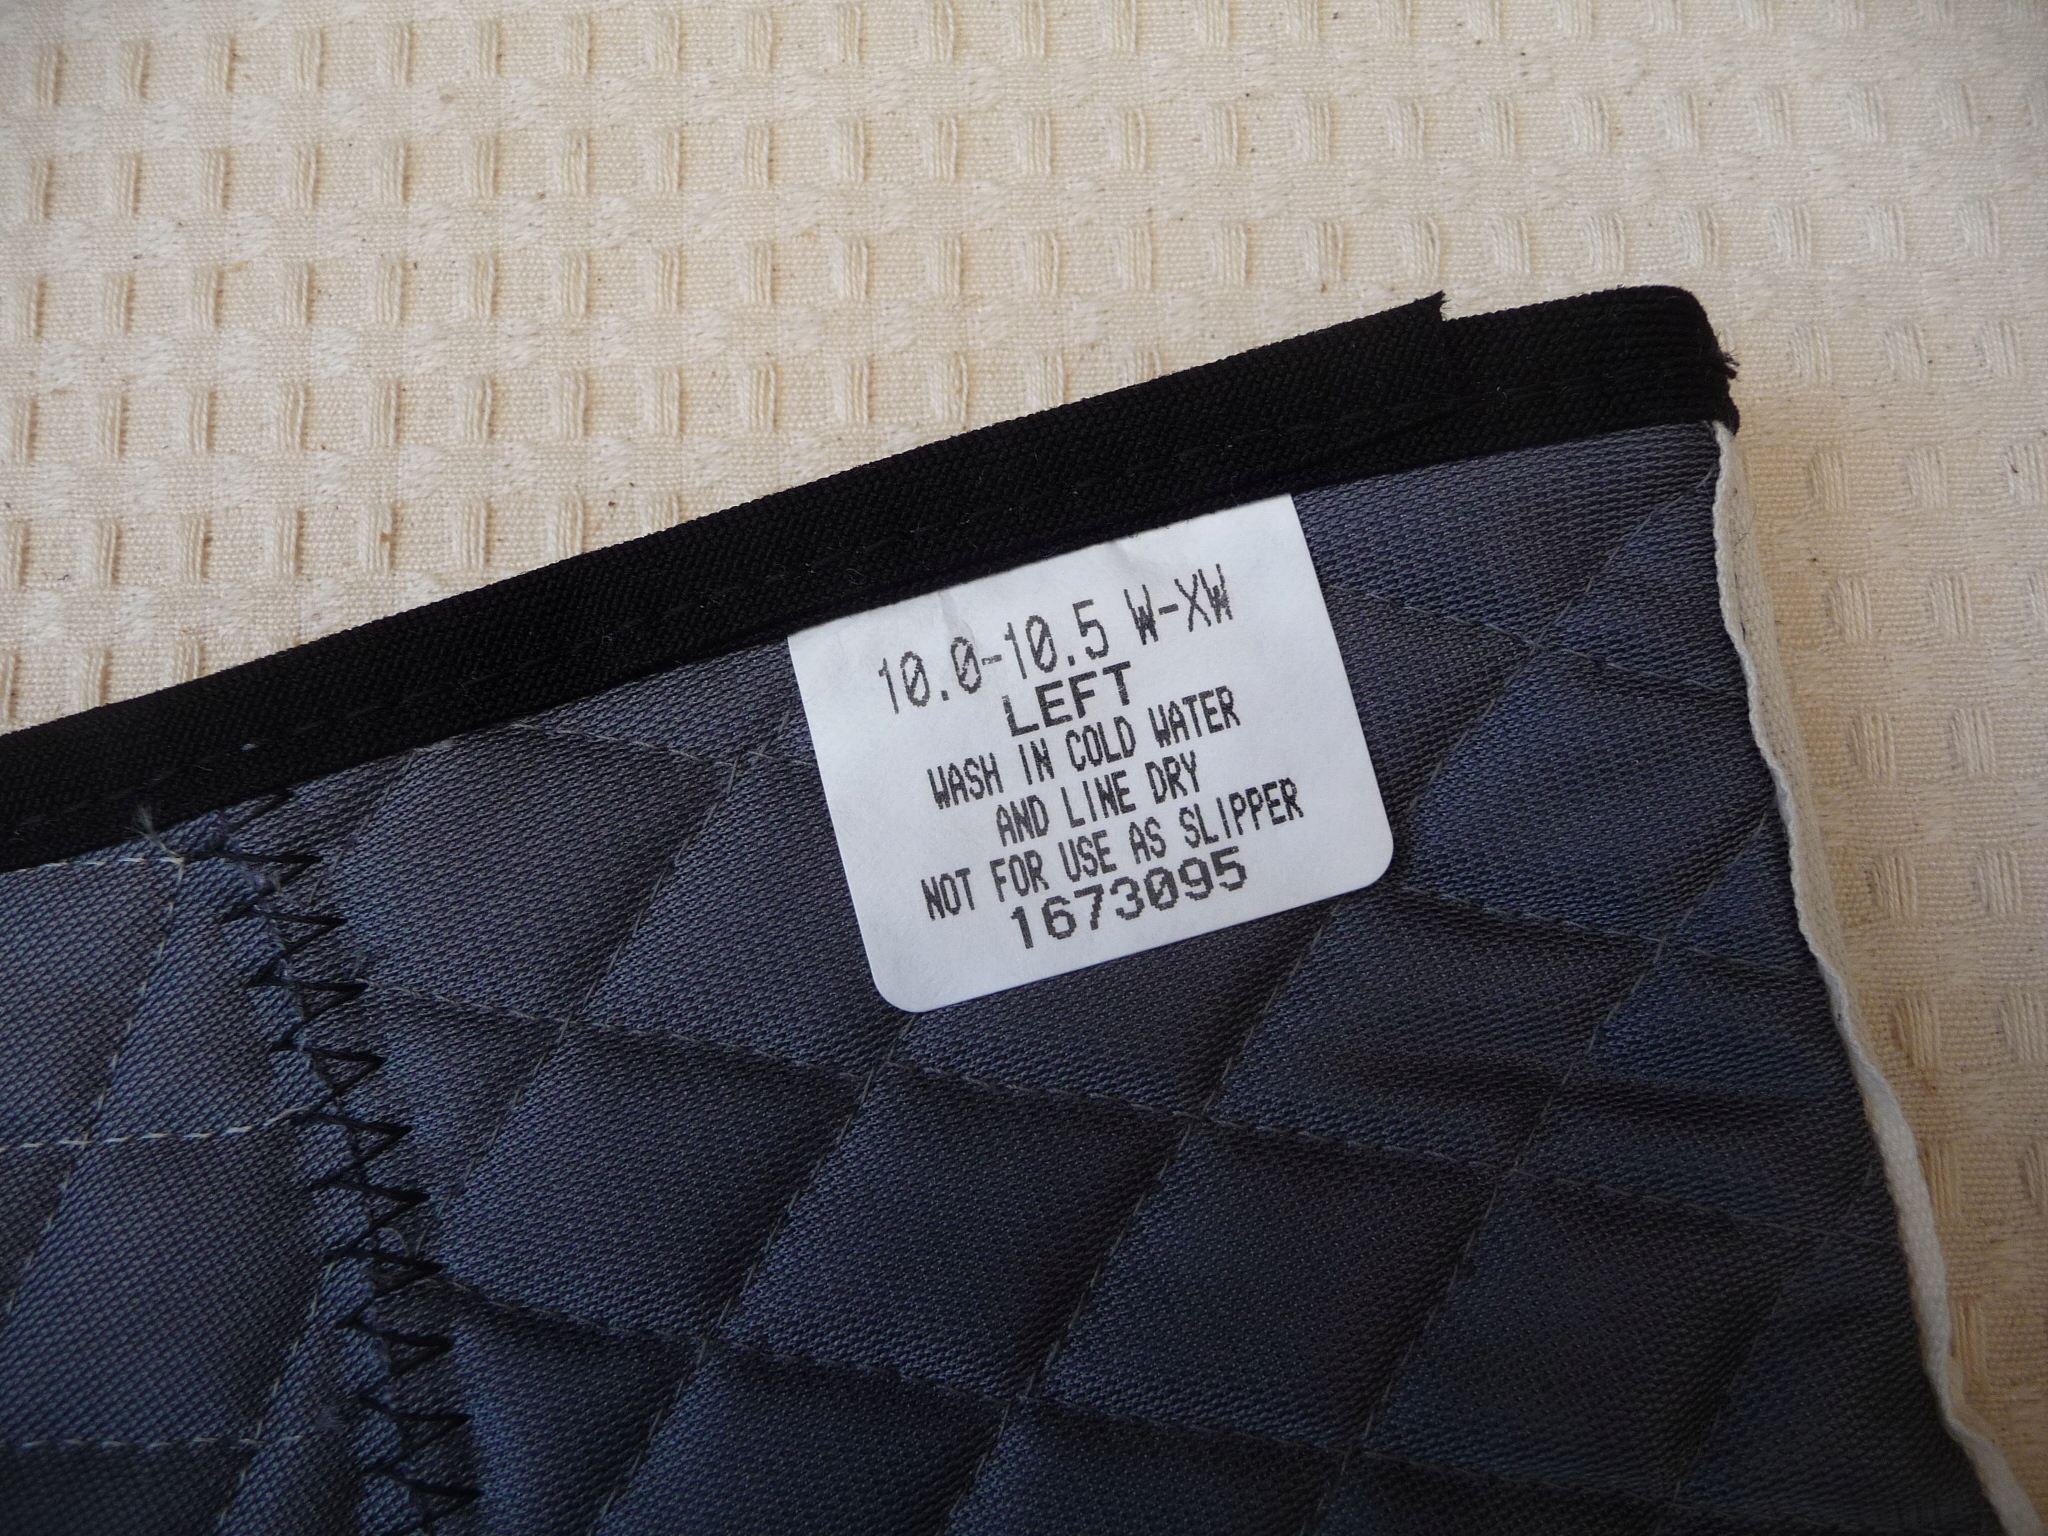 10.0-10.5 W-XW
LEFT
WASH IN COLD WATER
AND LINE DRY
NOT FOR USE AS SLIPPER
1673095